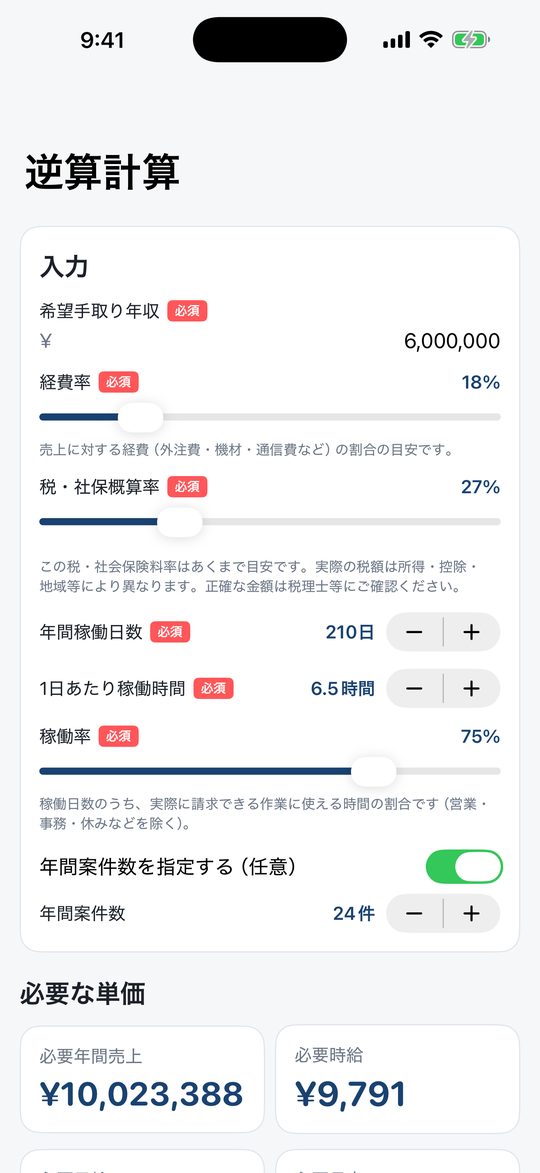 9:41
逆算計算
入力
希望手取り年収 必須
¥ 6,000,000
経費率 必須 18%
売上に対する経費（外注費・機材・通信費など）の割合の目安です。
税・社保概算率 必須 27%
この税・社会保険料率はあくまで目安です。実際の税額は所得・控除・
地域等により異なります。正確な金額は税理士等にご確認ください。
年間稼働日数 必須 210日 − +
1日あたり稼働時間 必須 6.5時間 − +
稼働率 必須 75%
稼働日数のうち、実際に請求できる作業に使える時間の割合です（営業・
事務・休みなどを除く）。
年間案件数を指定する（任意）
年間案件数 24件 − +
必要な単価
必要年間売上 必要時給
¥10,023,388 ¥9,791